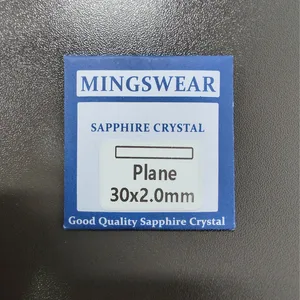 MINGSWEAR
SAPPHIRE CRYSTAL
Plane
30x2.0mm
Good Quality Sapphire Crystal